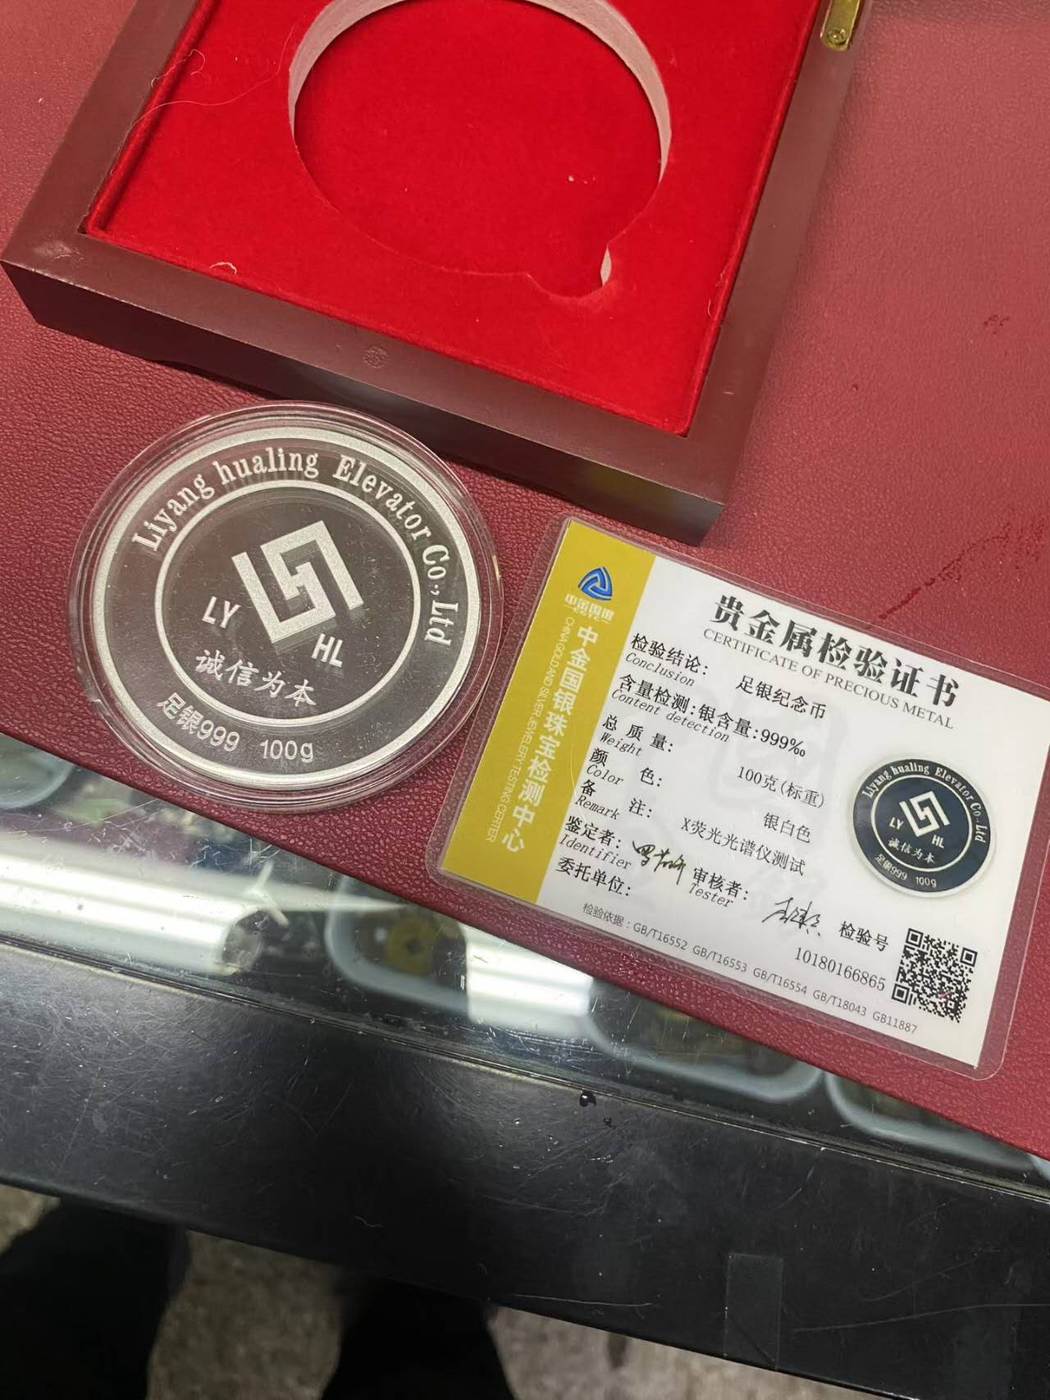 Liyang hualing Elevator Co., Ltd
LY
HL
诚信为本
足银999 100g
中金国银珠宝检测中心
CHINA GOLD AND SILVER JEWELLERY TESTING CENTER
贵金属检验证书
CERTIFICATE OF PRECIOUS METAL
检验结论: 足银纪念币
Conclusion
含量检测:银含量:999‰
Content detection
总质量: 100克(标重)
Weight
颜色: 银白色
Color
备注: X荧光光谱仪测试
Remark
鉴定者: 审核者:
Identifier Tester
委托单位:
检验号
10180166865
检验依据: GB/T16552 GB/T16553 GB/T16554 GB/T18043 GB11887
Liyang hualing Elevator Co., Ltd
LY
HL
诚信为本
足银999 100g